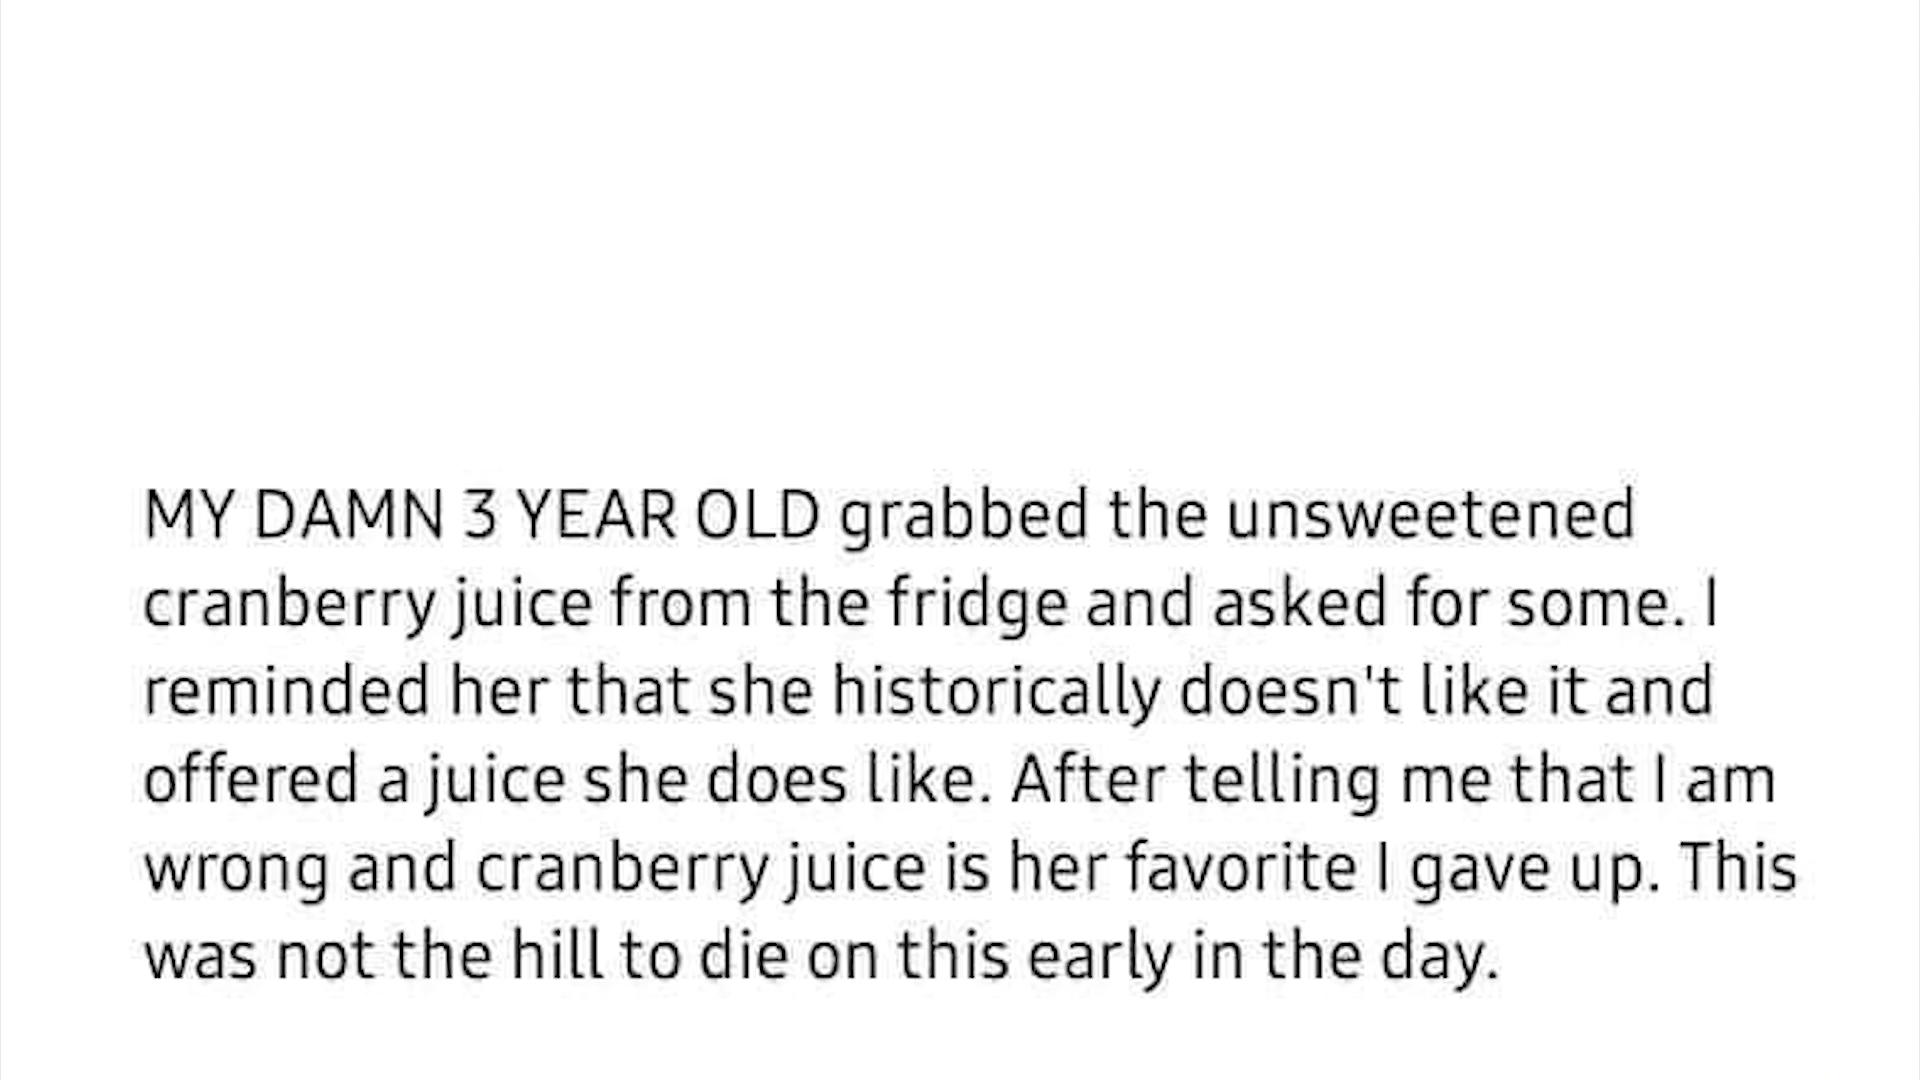 MY DAMN 3 YEAR OLD grabbed the unsweetened
cranberry juice from the fridge and asked for some. I
reminded her that she historically doesn't like it and
offered a juice she does like. After telling me that I am
wrong and cranberry juice is her favorite I gave up. This
was not the hill to die on this early in the day.